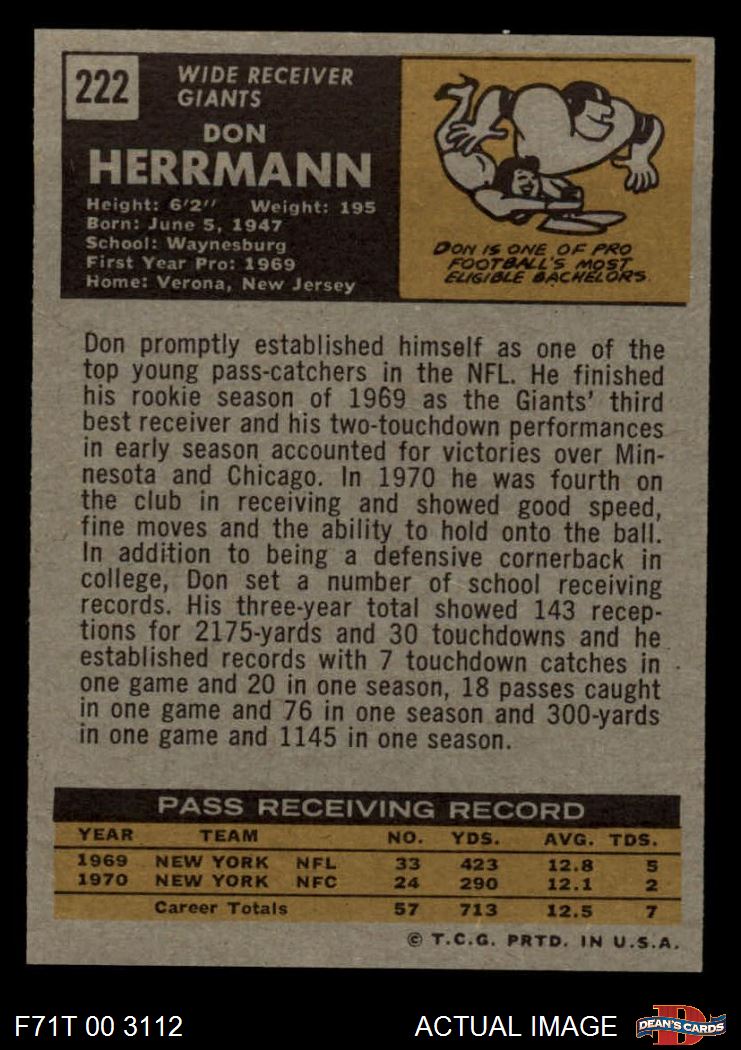 222
WIDE RECEIVER
GIANTS
DON
HERRMANN
Height: 6'2" Weight: 195
Born: June 5, 1947
School: Waynesburg
First Year Pro: 1969
Home: Verona, New Jersey
DON IS ONE OF PRO
FOOTBALL'S MOST
ELIGIBLE BACHELORS.
Don promptly established himself as one of the
top young pass-catchers in the NFL. He finished
his rookie season of 1969 as the Giants' third
best receiver and his two-touchdown performances
in early season accounted for victories over Min-
nesota and Chicago. In 1970 he was fourth on
the club in receiving and showed good speed,
fine moves and the ability to hold onto the ball.
In addition to being a defensive cornerback in
college, Don set a number of school receiving
records. His three-year total showed 143 recep-
tions for 2175-yards and 30 touchdowns and he
established records with 7 touchdown catches in
one game and 20 in one season, 18 passes caught
in one game and 76 in one season and 300-yards
in one game and 1145 in one season.
PASS RECEIVING RECORD
YEAR TEAM NO. YDS. AVG. TDS.
1969 NEW YORK NFL 33 423 12.8 5
1970 NEW YORK NFC 24 290 12.1 2
Career Totals 57 713 12.5 7
© T.C.G. PRTD. IN U.S.A.
F71T 00 3112 ACTUAL IMAGE D DEAN'S CARDS